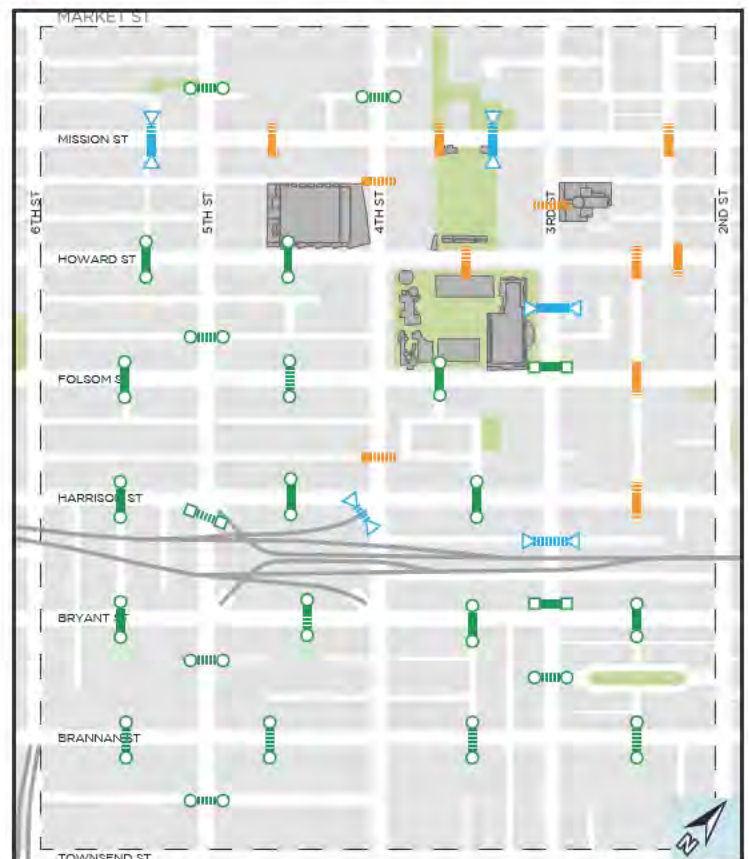 MARKET ST
MISSION ST
6TH ST
5TH ST
4TH ST
3RD ST
2ND ST
HOWARD ST
FOLSOM ST
HARRISON ST
BRYANT ST
BRANNAN ST
TOWNSEND ST
N